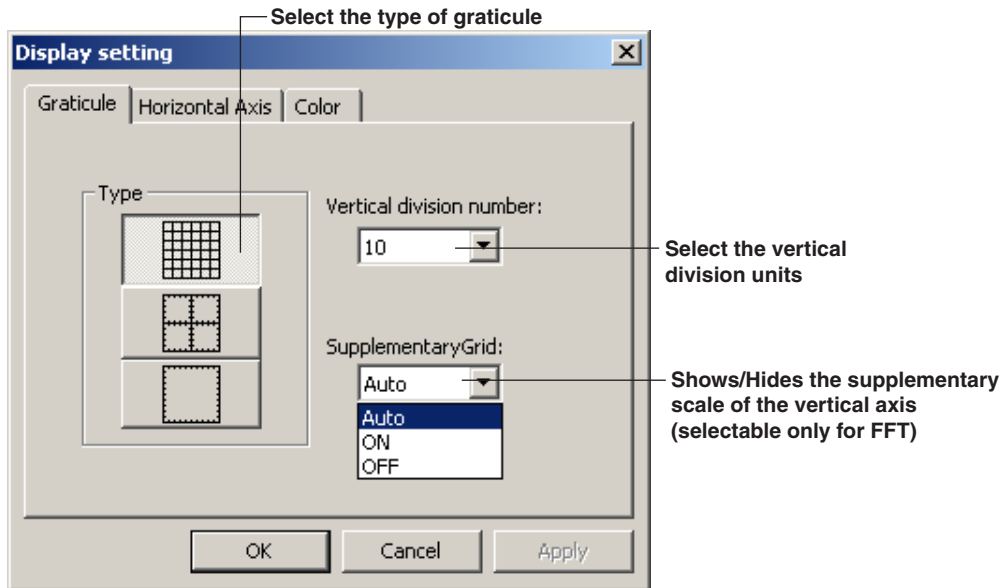 Select the type of graticule
Display setting
Graticule
Horizontal Axis
Color
Type
Vertical division number:
10
Select the vertical
division units
SupplementaryGrid:
Auto
Shows/Hides the supplementary
scale of the vertical axis
(selectable only for FFT)
Auto
ON
OFF
OK
Cancel
Apply